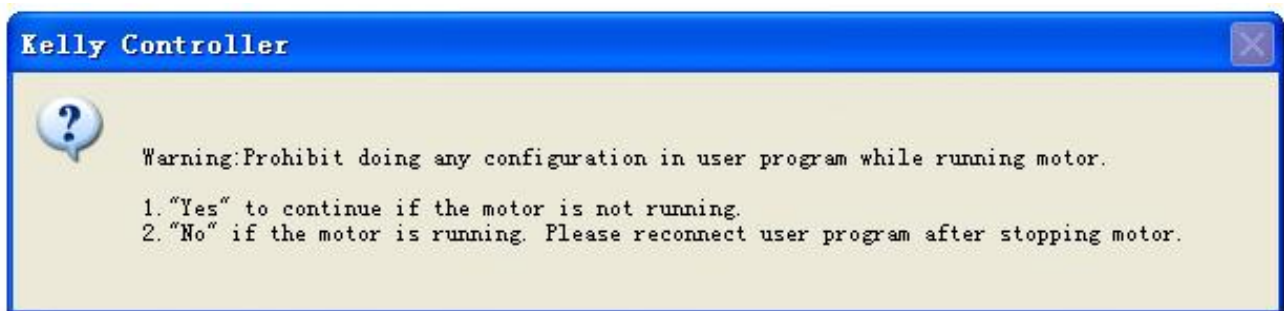 Kelly Controller
?
Warning:Prohibit doing any configuration in user program while running motor.
1."Yes" to continue if the motor is not running.
2."No" if the motor is running. Please reconnect user program after stopping motor.